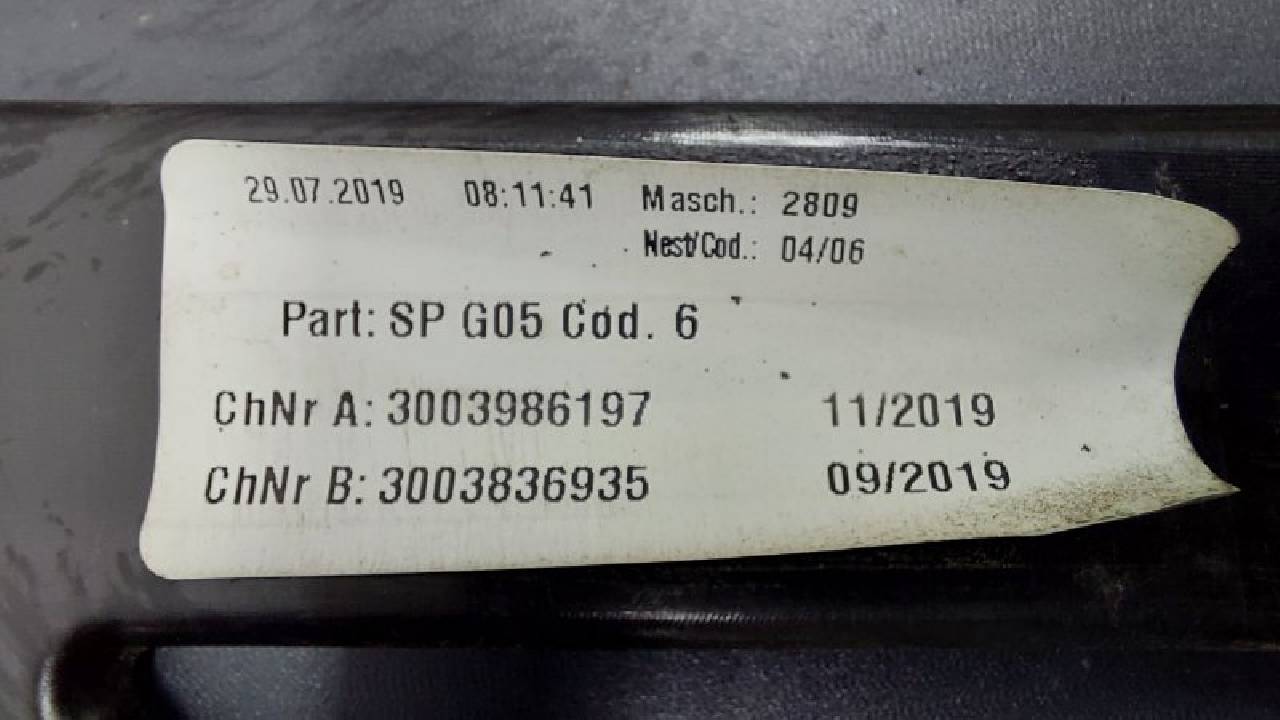 29.07.2019 08:11:41 Masch.: 2809
Nest/Cod.: 04/06
Part: SP G05 Cod. 6
ChNr A: 3003986197 11/2019
ChNr B: 3003836935 09/2019